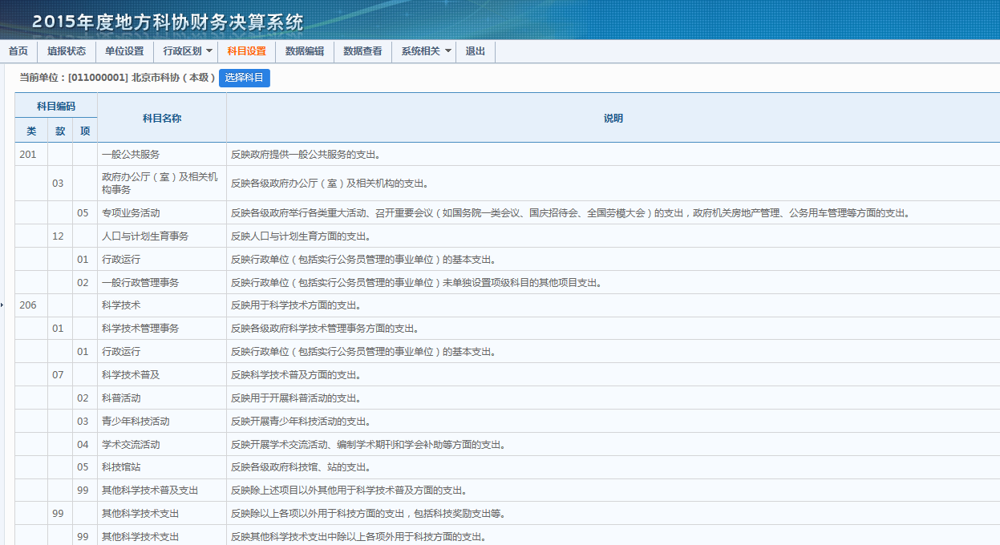 2015年度地方科协财务决算系统
首页 填报状态 单位设置 行政区划 科目设置 数据编辑 数据查看 系统相关 退出
当前单位：[011000001] 北京市科协（本级） 选择科目
科目编码 科目名称 说明
类 款 项
201 一般公共服务 反映政府提供一般公共服务的支出。
03 政府办公厅（室）及相关机构事务 反映各级政府办公厅（室）及相关机构的支出。
05 专项业务活动 反映各级政府举行各类重大活动、召开重要会议（如国务院一类会议、国庆招待会、全国劳模大会）的支出，政府机关房地产管理、公务用车管理等方面的支出。
12 人口与计划生育事务 反映人口与计划生育方面的支出。
01 行政运行 反映行政单位（包括实行公务员管理的事业单位）的基本支出。
02 一般行政管理事务 反映行政单位（包括实行公务员管理的事业单位）未单独设置项级科目的其他项目支出。
206 科学技术 反映用于科学技术方面的支出。
01 科学技术管理事务 反映各级政府科学技术管理事务方面的支出。
01 行政运行 反映行政单位（包括实行公务员管理的事业单位）的基本支出。
07 科学技术普及 反映科学技术普及方面的支出。
02 科普活动 反映用于开展科普活动的支出。
03 青少年科技活动 反映开展青少年科技活动的支出。
04 学术交流活动 反映开展学术交流活动、编制学术期刊和学会补助等方面的支出。
05 科技馆站 反映各级政府科技馆、站的支出。
99 其他科学技术普及支出 反映除上述项目以外其他用于科学技术普及方面的支出。
99 其他科学技术支出 反映除以上各项以外用于科技方面的支出，包括科技奖励支出等。
99 其他科学技术支出 反映其他科学技术支出中除以上各项外用于科技方面的支出。